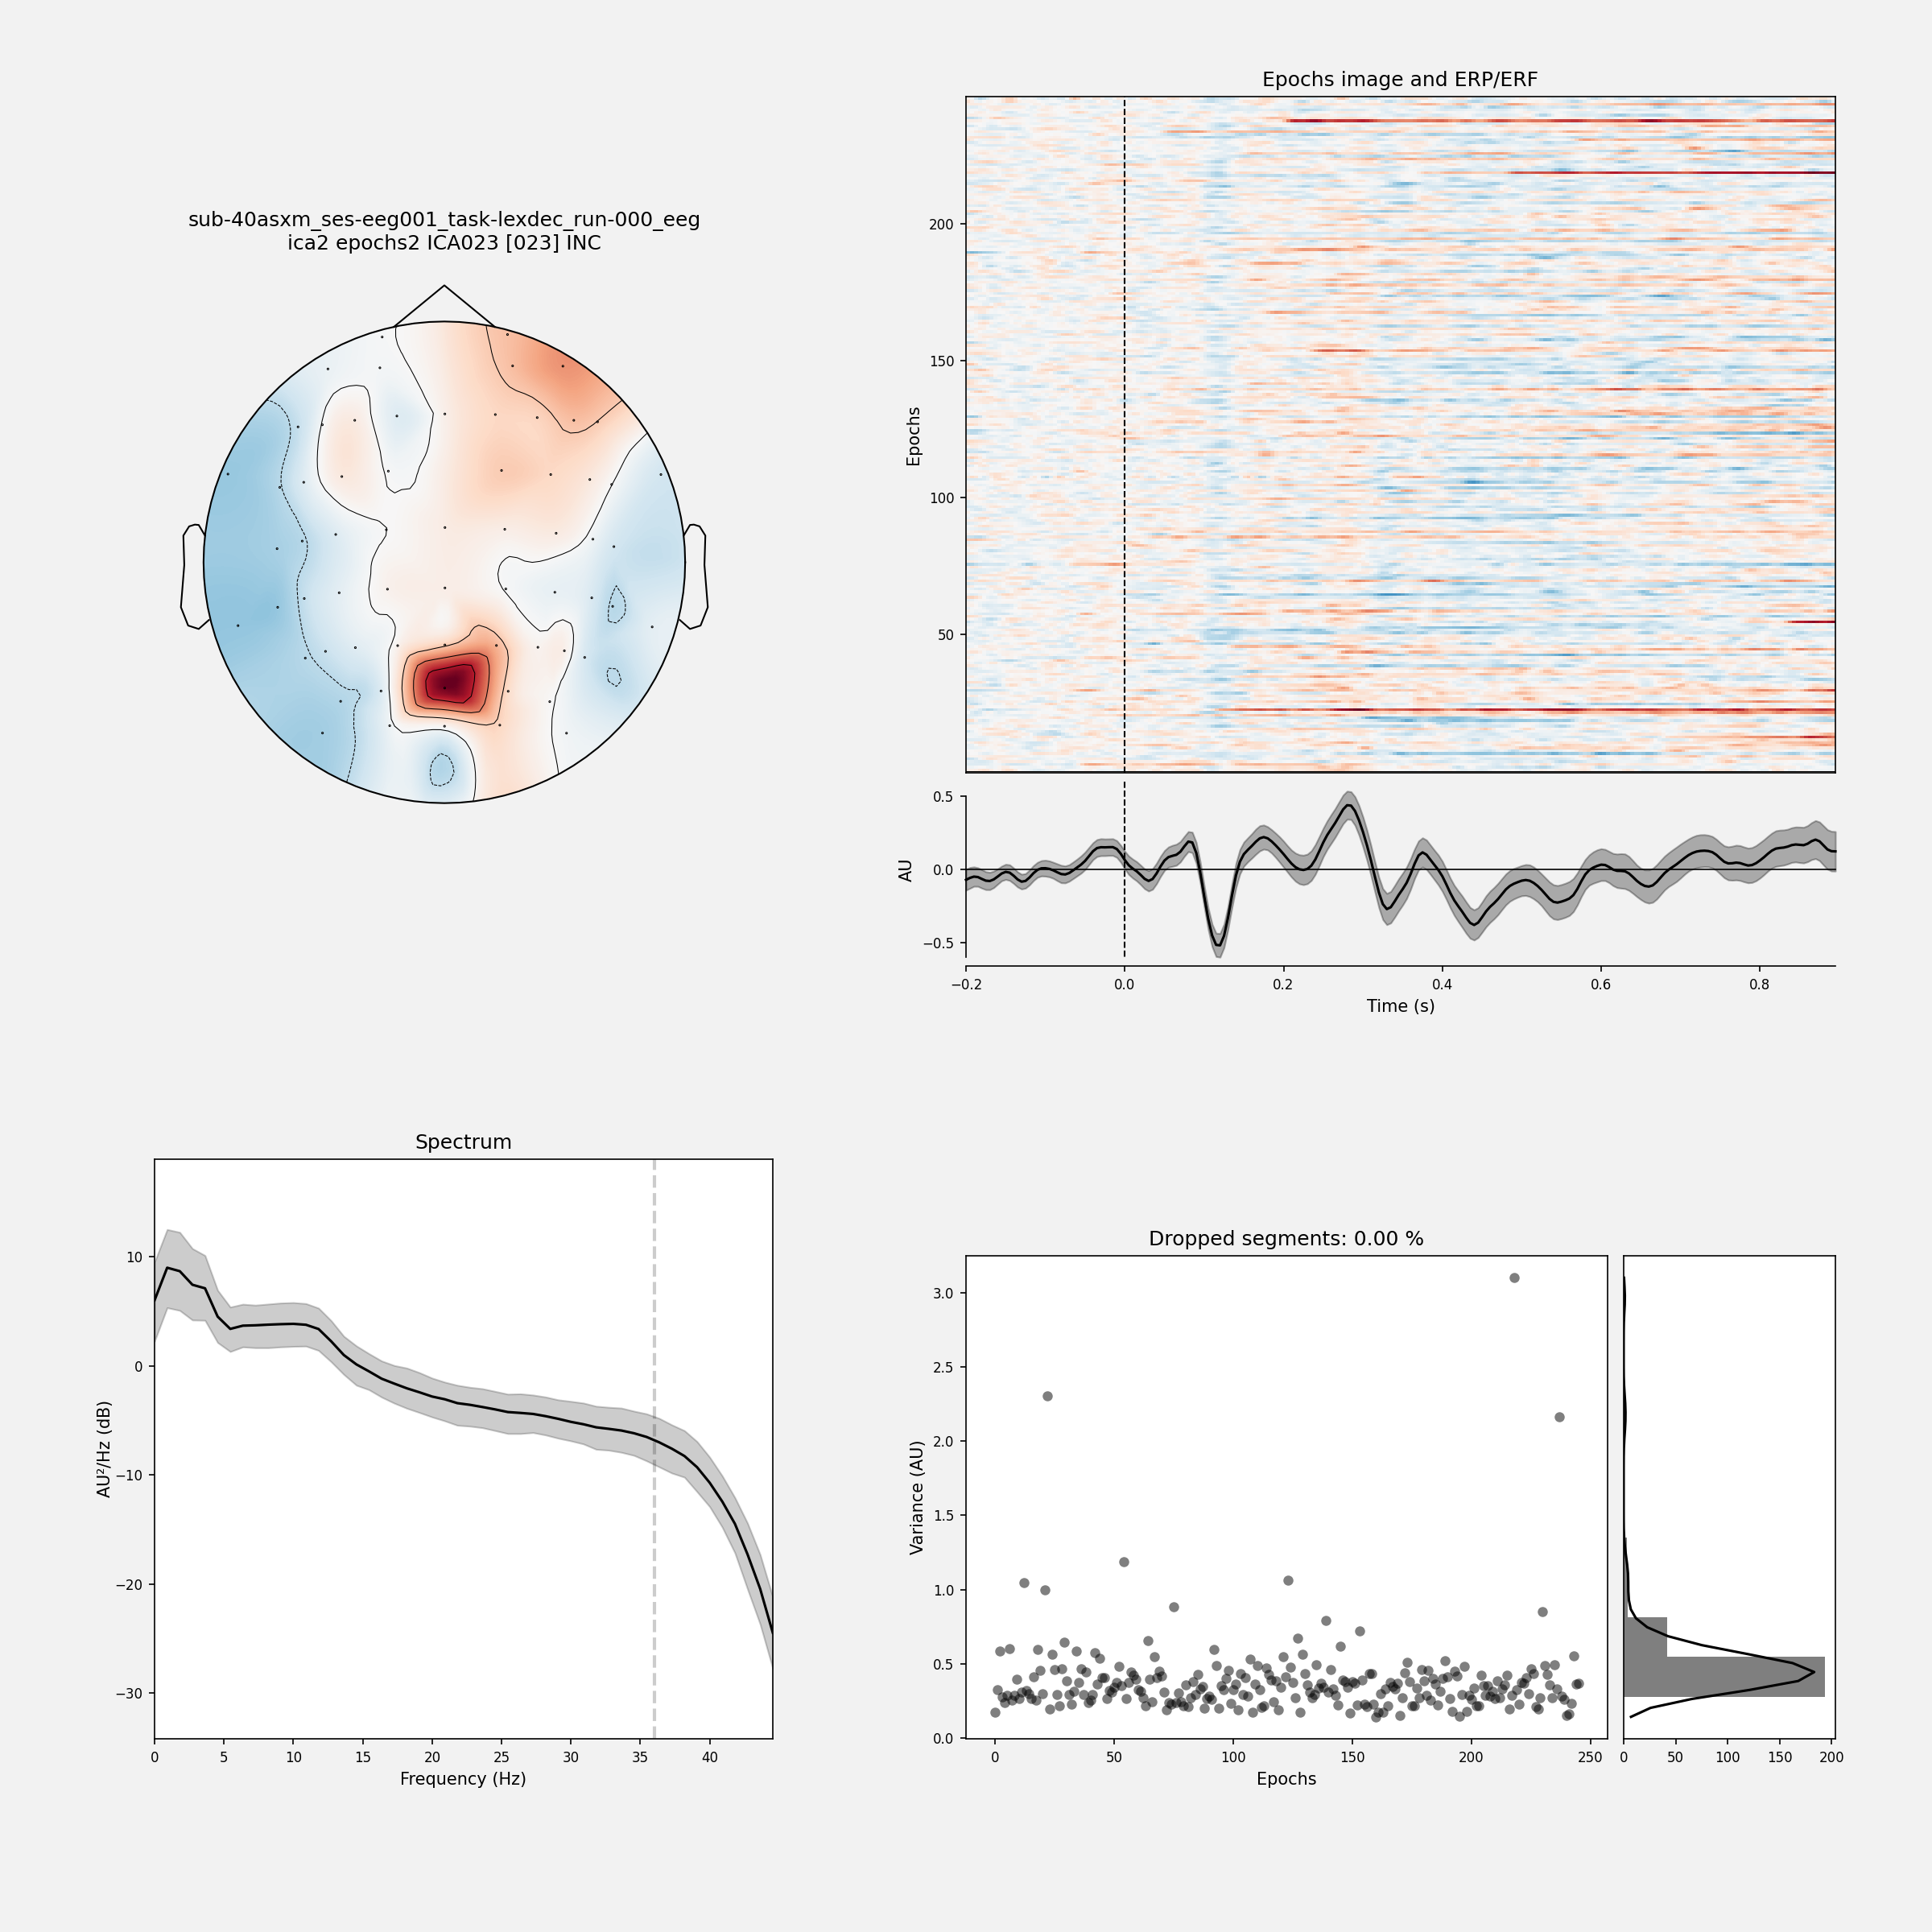 sub-40asxm_ses-eeg001_task-lexdec_run-000_eeg
ica2 epochs2 ICA023 [023] INC
Epochs image and ERP/ERF
Epochs
200
150
100
50
AU
0.5
0.0
−0.5
−0.2 0.0 0.2 0.4 0.6 0.8
Time (s)
Spectrum
AU²/Hz (dB)
10
0
−10
−20
−30
0 5 10 15 20 25 30 35 40
Frequency (Hz)
Dropped segments: 0.00 %
Variance (AU)
3.0
2.5
2.0
1.5
1.0
0.5
0.0
0 50 100 150 200 250
Epochs
0 50 100 150 200